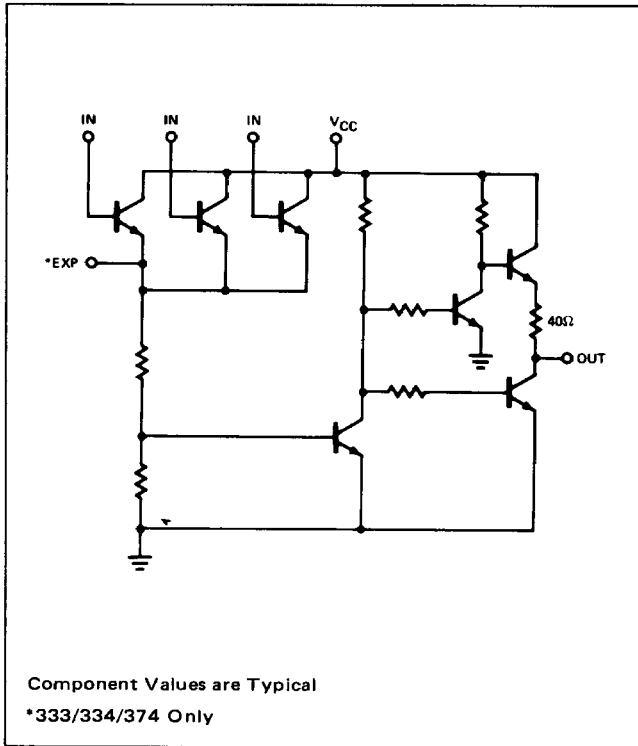 IN IN IN VCC
*EXP
40Ω
OUT
Component Values are Typical
*333/334/374 Only